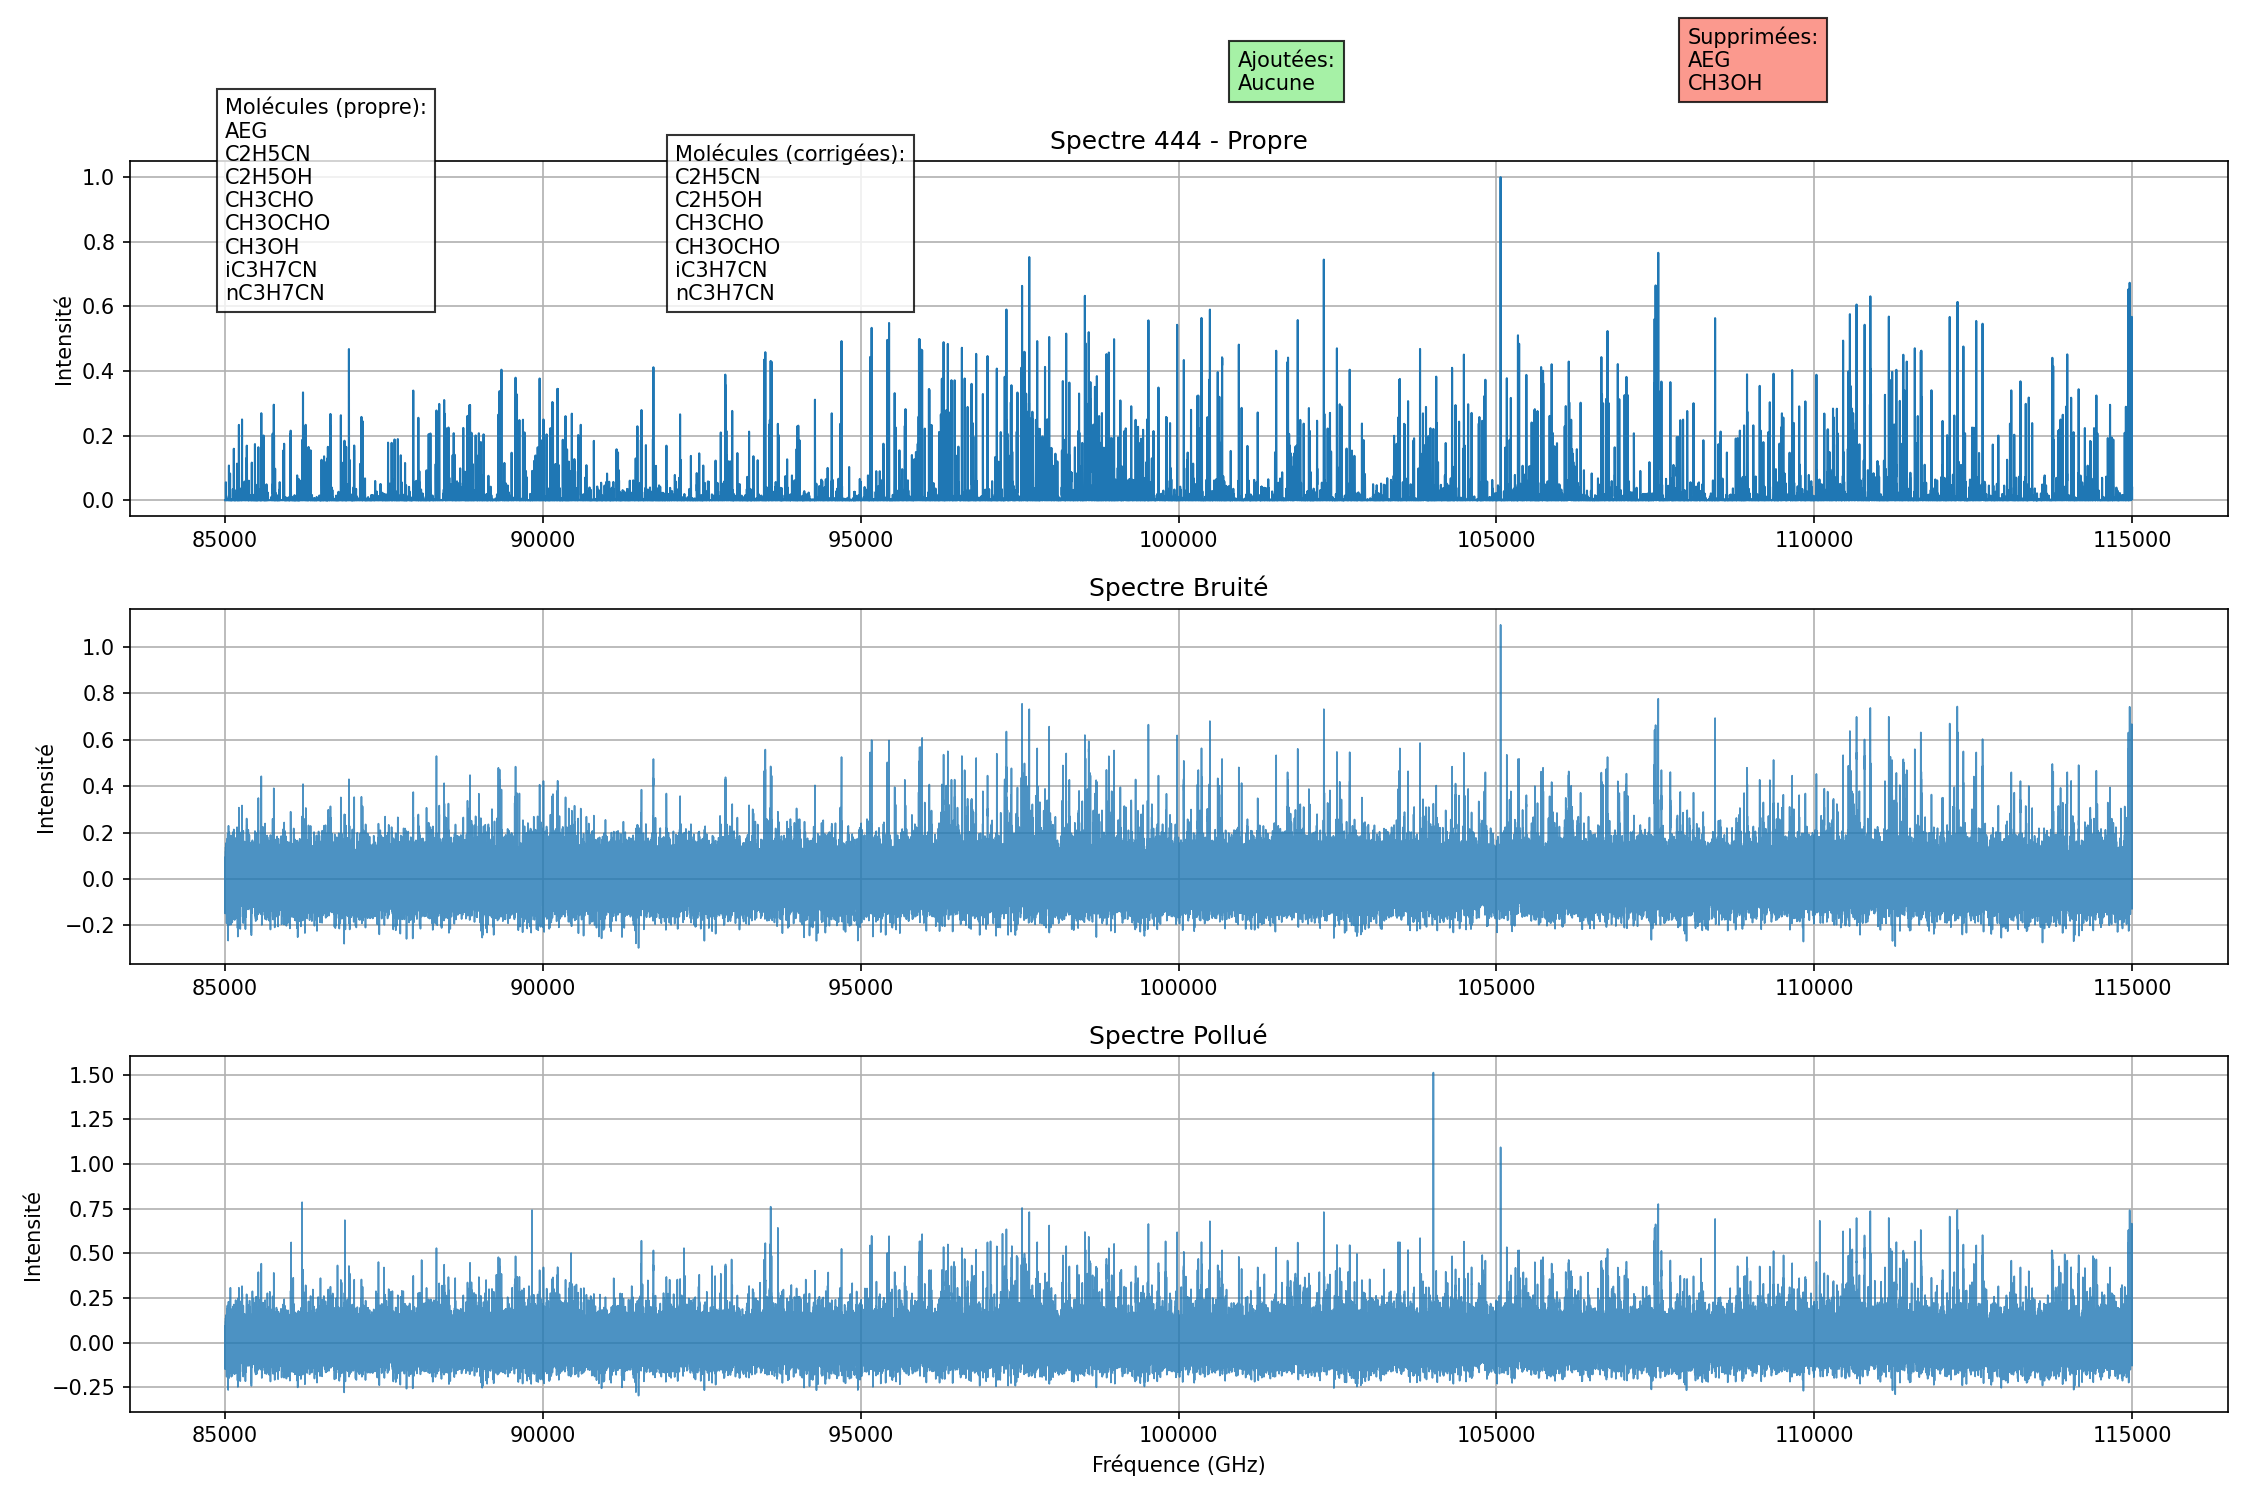 Supprimées:
AEG
CH3OH
Ajoutées:
Aucune
Molécules (propre):
AEG
C2H5CN
C2H5OH
CH3CHO
CH3OCHO
CH3OH
iC3H7CN
nC3H7CN
Molécules (corrigées):
C2H5CN
C2H5OH
CH3CHO
CH3OCHO
iC3H7CN
nC3H7CN
Spectre 444 - Propre
Intensité
1.0
0.8
0.6
0.4
0.2
0.0
85000 90000 95000 100000 105000 110000 115000
Spectre Bruité
Intensité
1.0
0.8
0.6
0.4
0.2
0.0
−0.2
85000 90000 95000 100000 105000 110000 115000
Spectre Pollué
Intensité
1.50
1.25
1.00
0.75
0.50
0.25
0.00
−0.25
85000 90000 95000 100000 105000 110000 115000
Fréquence (GHz)